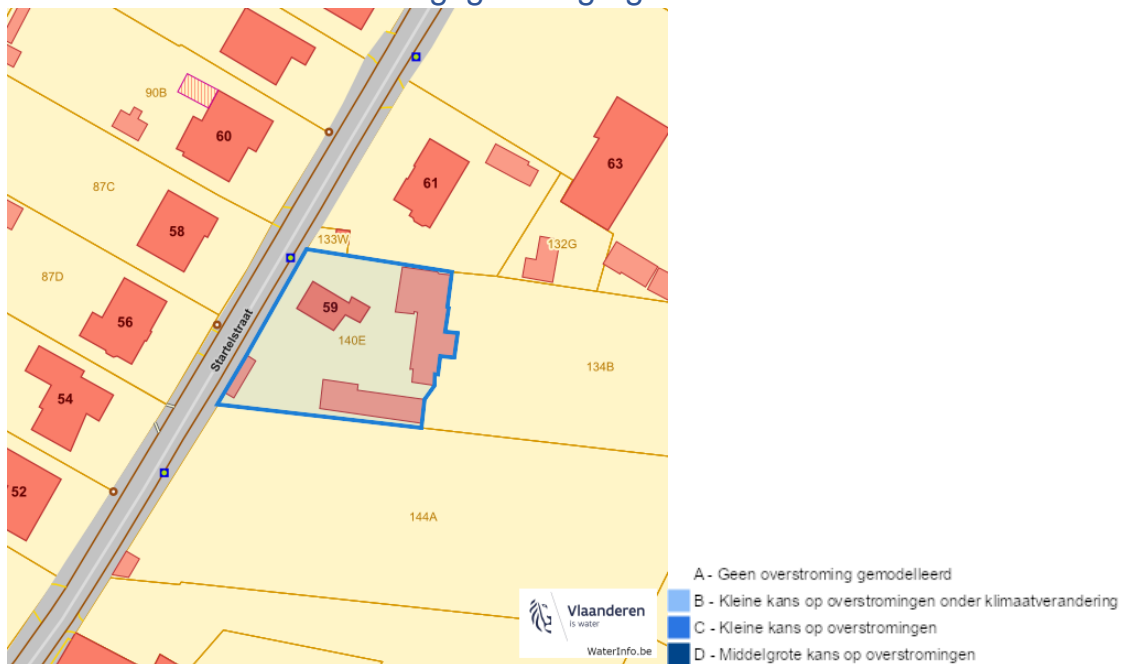 90B
60
63
61
87C
58
133W
132G
87D
59
56
140E
Startelstraat
134B
54
52
144A
Vlaanderen
is water
WaterInfo.be
A - Geen overstroming gemodelleerd
B - Kleine kans op overstromingen onder klimaatverandering
C - Kleine kans op overstromingen
D - Middelgrote kans op overstromingen